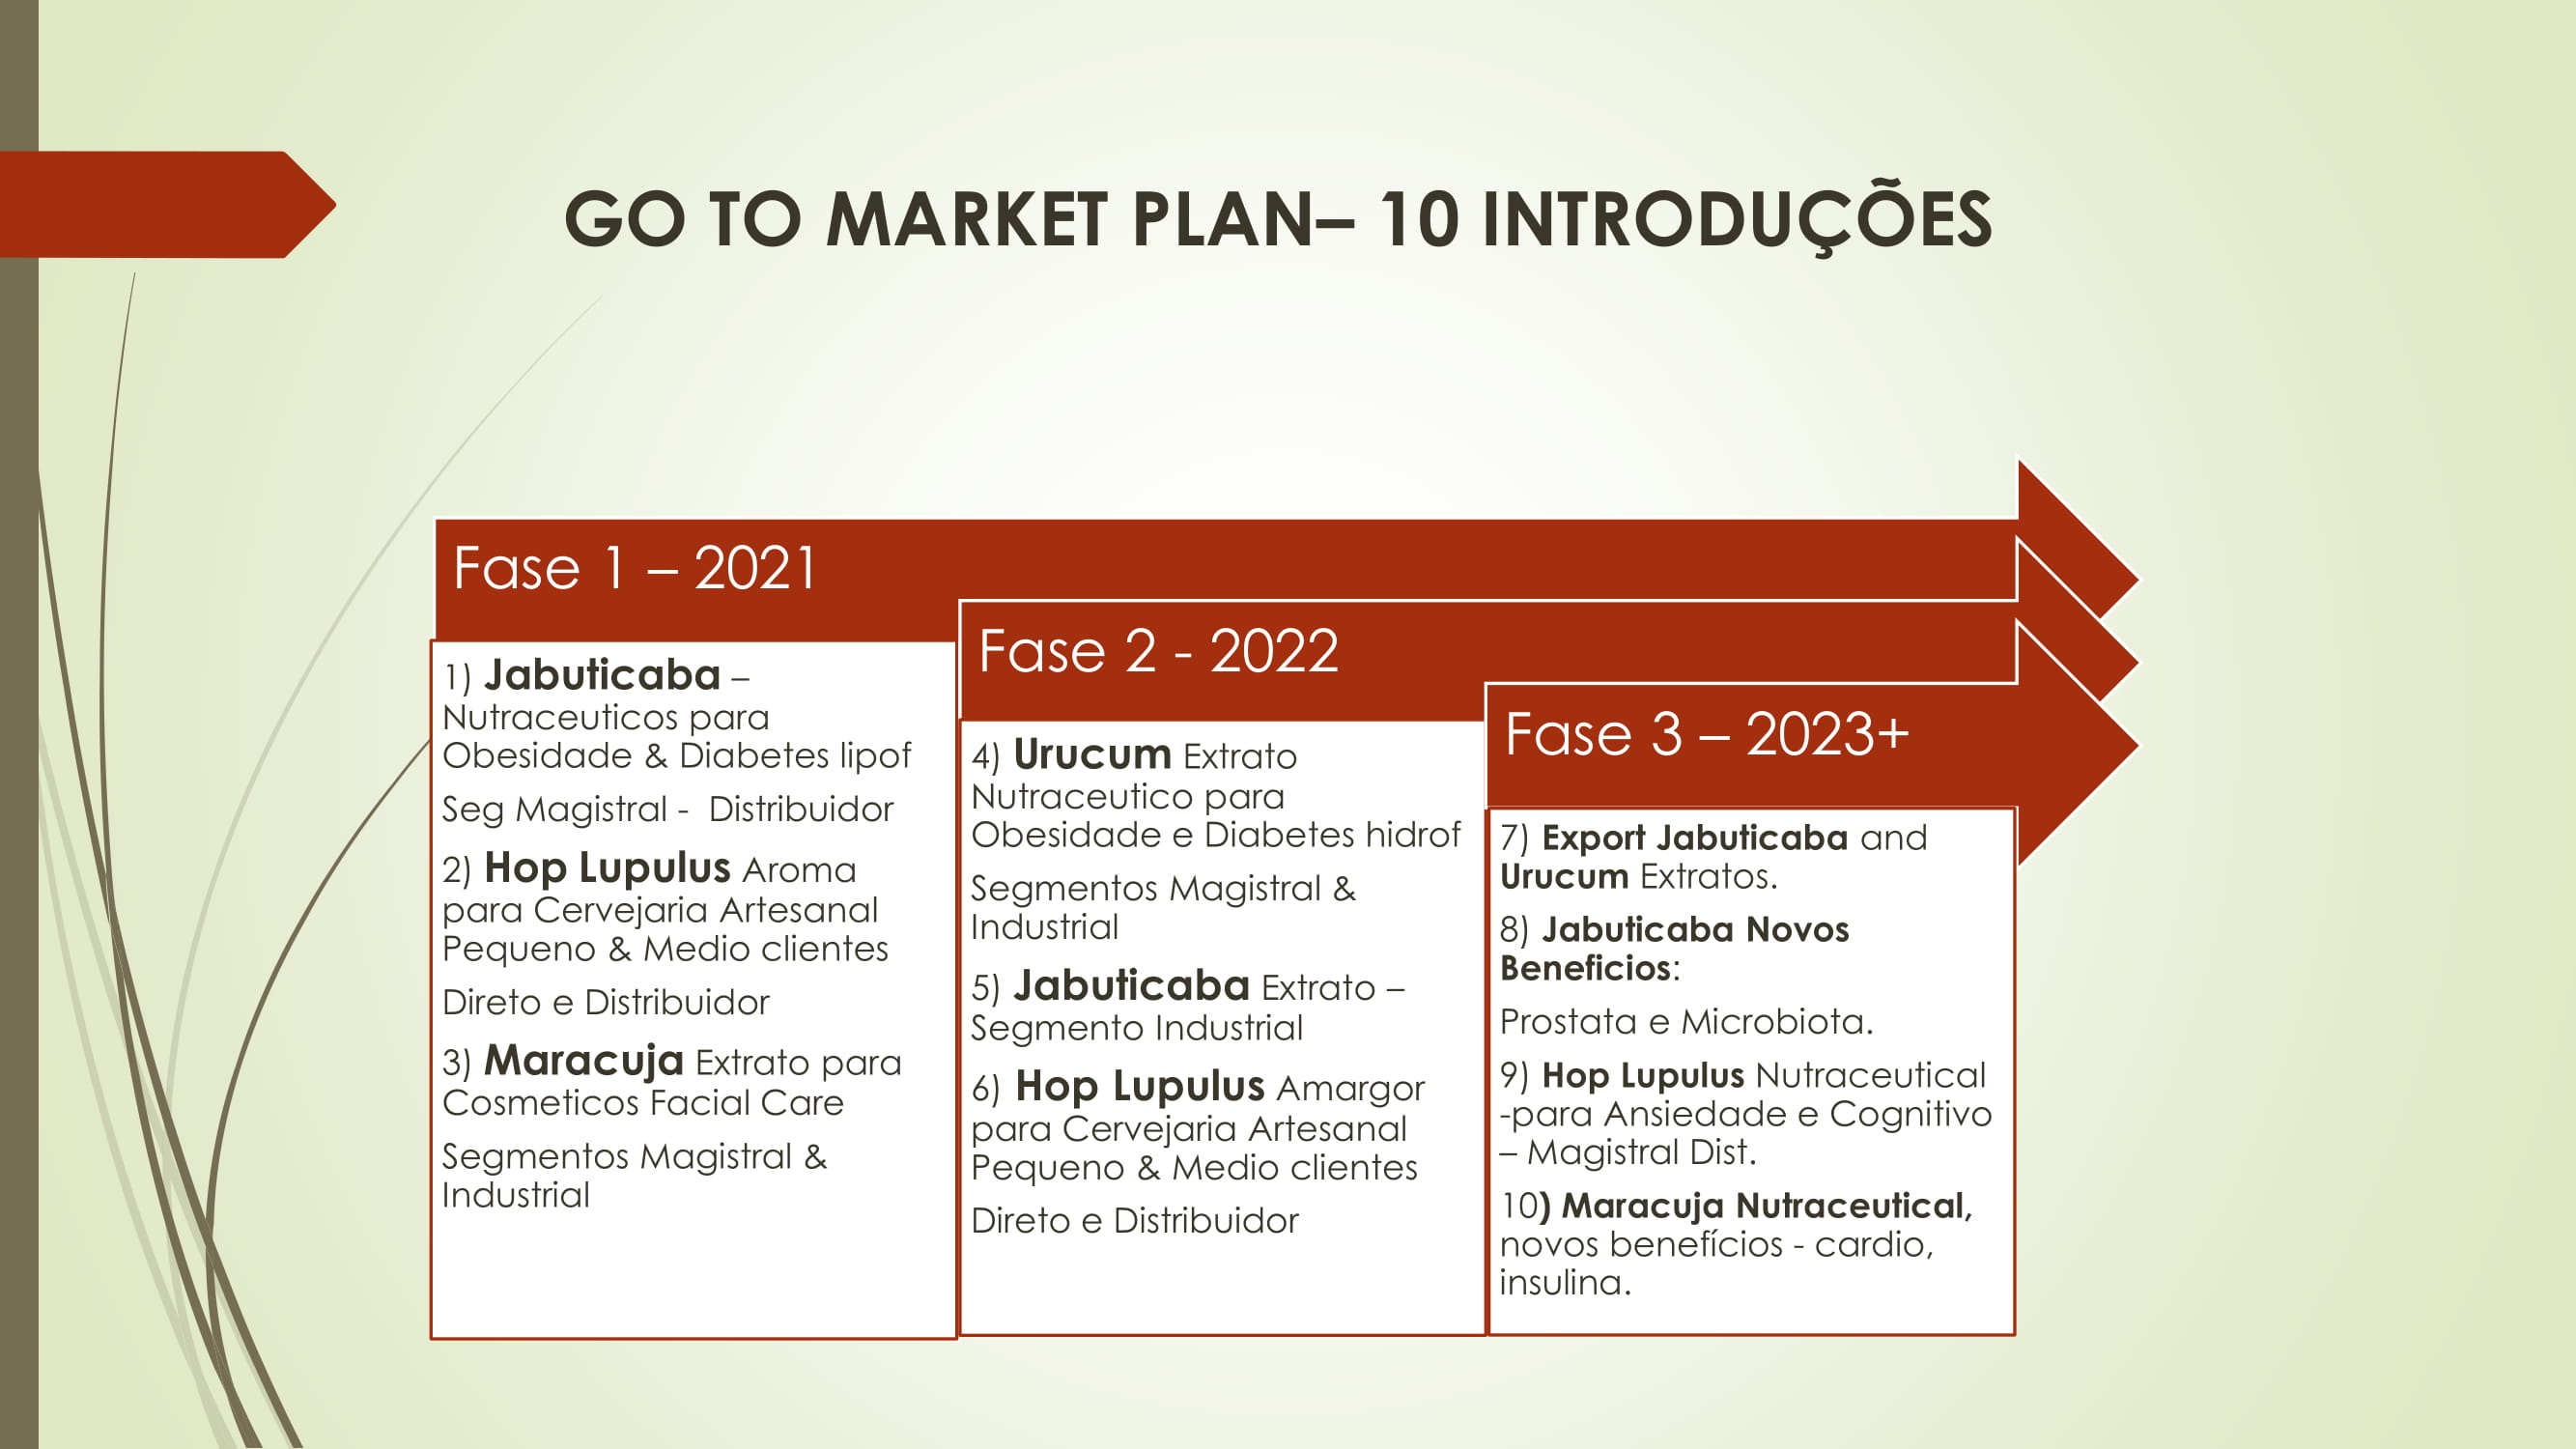 GO TO MARKET PLAN– 10 INTRODUÇÕES
Fase 1 – 2021
1) Jabuticaba –
Nutraceuticos para
Obesidade & Diabetes lipof
Seg Magistral -  Distribuidor
2) Hop Lupulus Aroma
para Cervejaria Artesanal
Pequeno & Medio clientes
Direto e Distribuidor
3) Maracuja Extrato para
Cosmeticos Facial Care
Segmentos Magistral &
Industrial
Fase 2 - 2022
4) Urucum Extrato
Nutraceutico para
Obesidade e Diabetes hidrof
Segmentos Magistral &
Industrial
5) Jabuticaba Extrato –
Segmento Industrial
6) Hop Lupulus Amargor
para Cervejaria Artesanal
Pequeno & Medio clientes
Direto e Distribuidor
Fase 3 – 2023+
7) Export Jabuticaba and
Urucum Extratos.
8) Jabuticaba Novos
Beneficios:
Prostata e Microbiota.
9) Hop Lupulus Nutraceutical
-para Ansiedade e Cognitivo
– Magistral Dist.
10) Maracuja Nutraceutical,
novos benefícios - cardio,
insulina.